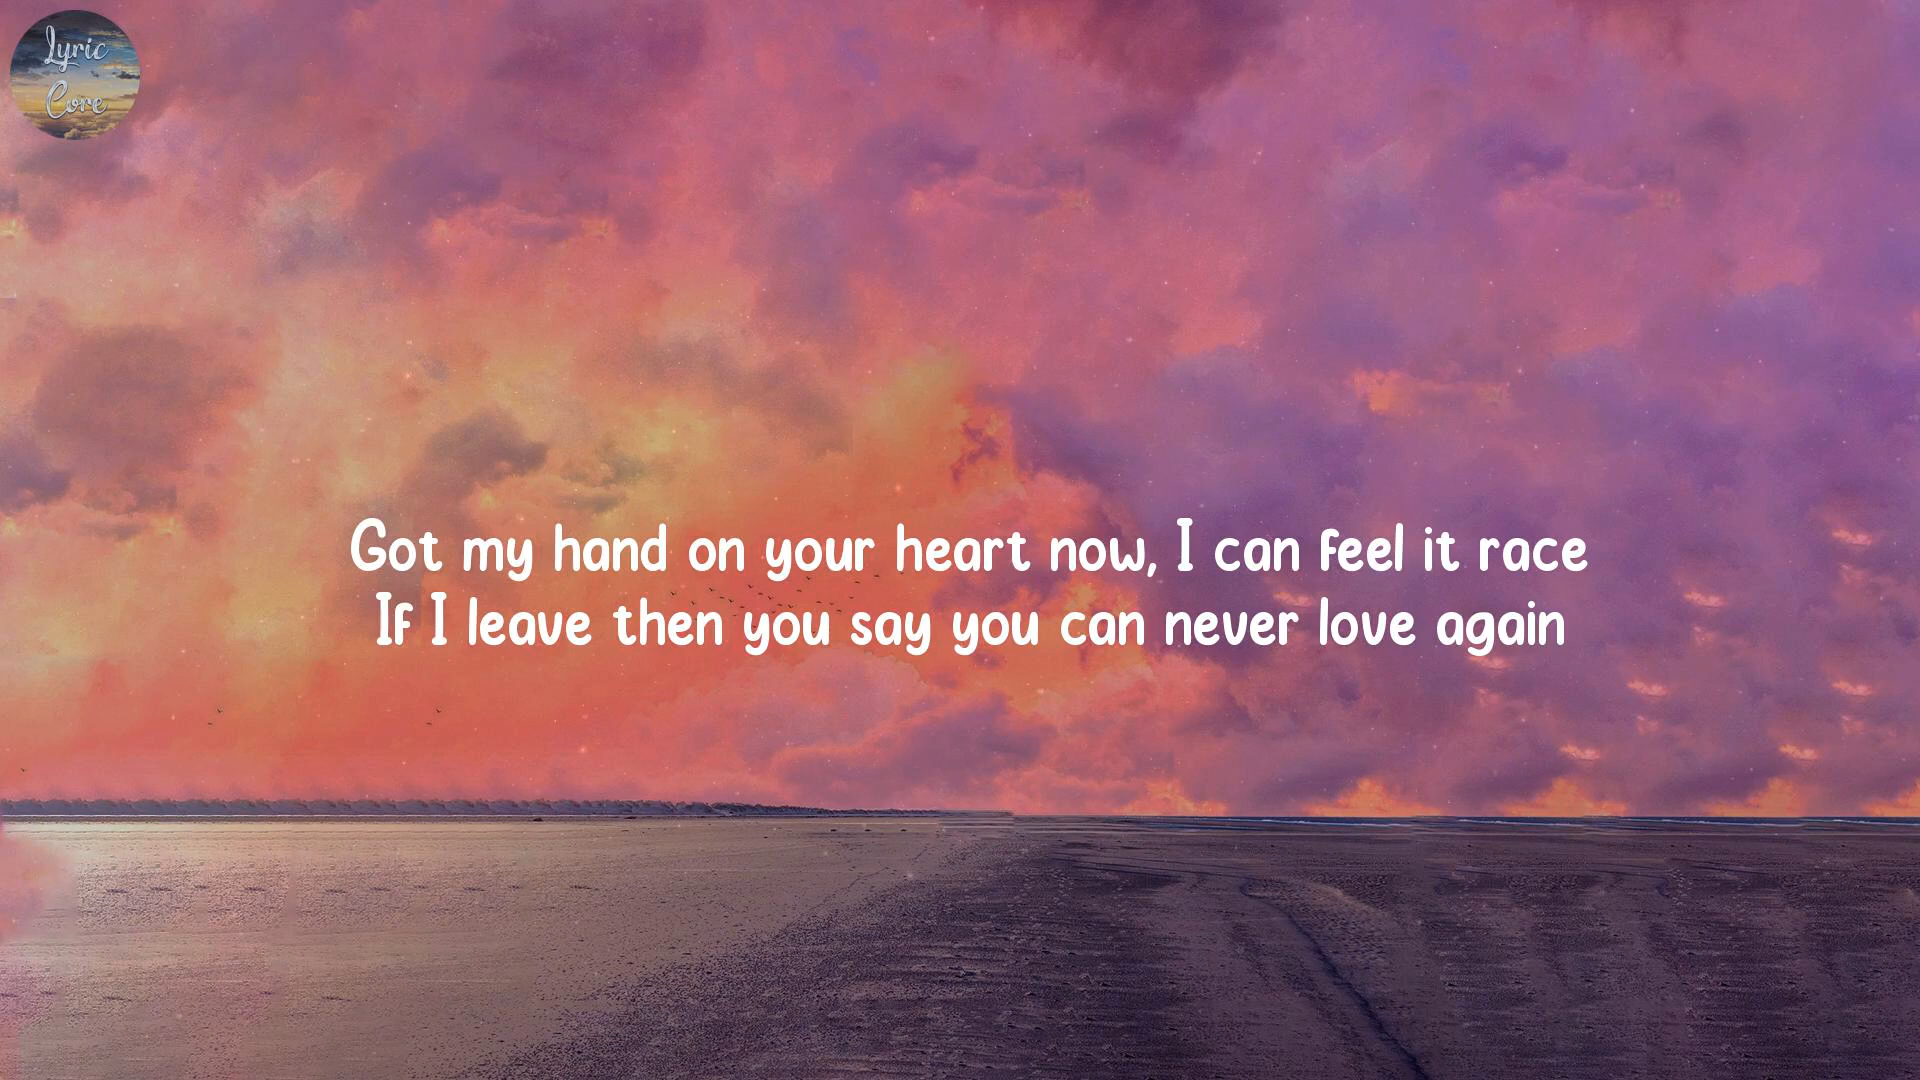 Lyric
Core
Got my hand on your heart now, I can feel it race
If I leave then you say you can never love again